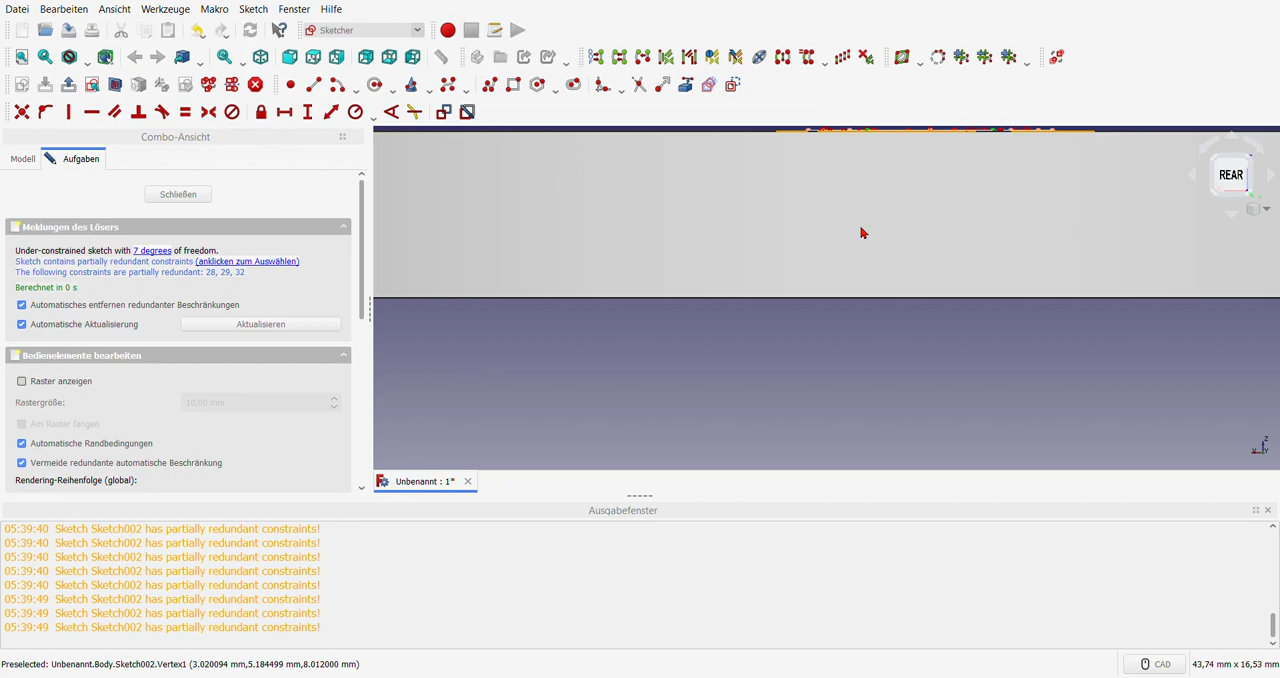 Datei Bearbeiten Ansicht Werkzeuge Makro Sketch Fenster Hilfe
Sketcher
Combo-Ansicht
Modell Aufgaben
Schließen
Meldungen des Lösers
Under-constrained sketch with 7 degrees of freedom.
Sketch contains partially redundant constraints (anklicken zum Auswählen)
The following constraints are partially redundant: 28, 29, 32
Berechnet in 0 s
Automatisches entfernen redundanter Beschränkungen
Automatische Aktualisierung Aktualisieren
Bedienelemente bearbeiten
Raster anzeigen
Rastergröße: 10,00 mm
Am Raster fangen
Automatische Randbedingungen
Vermeide redundante automatische Beschränkung
Rendering-Reihenfolge (global):
REAR
Z
X Y
Unbenannt : 1*
Ausgabefenster
05:39:40 Sketch Sketch002 has partially redundant constraints!
05:39:40 Sketch Sketch002 has partially redundant constraints!
05:39:40 Sketch Sketch002 has partially redundant constraints!
05:39:40 Sketch Sketch002 has partially redundant constraints!
05:39:40 Sketch Sketch002 has partially redundant constraints!
05:39:49 Sketch Sketch002 has partially redundant constraints!
05:39:49 Sketch Sketch002 has partially redundant constraints!
05:39:49 Sketch Sketch002 has partially redundant constraints!
Preselected: Unbenannt.Body.Sketch002.Vertex1 (3.020094 mm,5.184499 mm,8.012000 mm)
CAD
43,74 mm x 16,53 mm